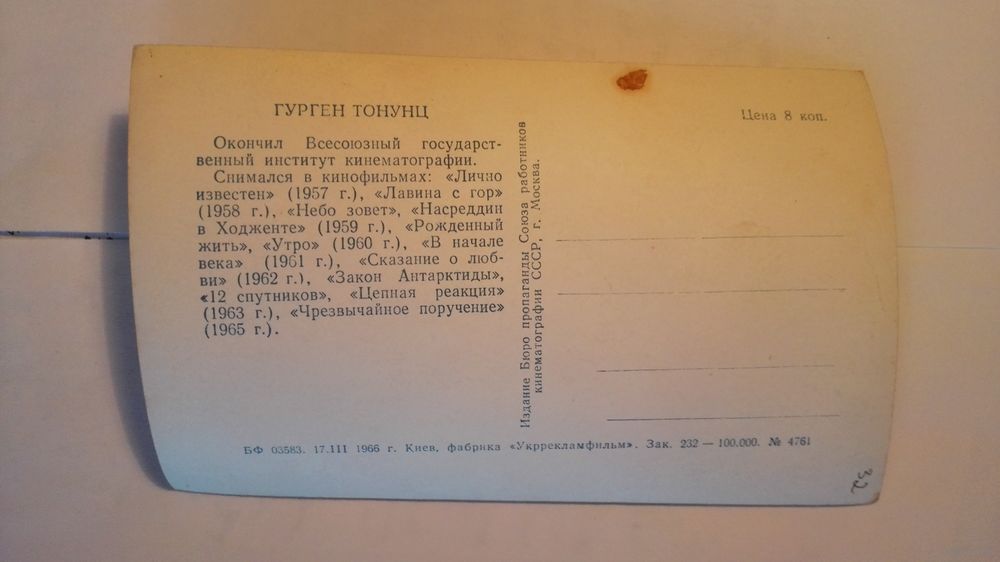 ГУРГЕН ТОНУНЦ
Окончил Всесоюзный государст-
венный институт кинематографии.
Снимался в кинофильмах: «Лично
известен» (1957 г.), «Лавина с гор»
(1958 г.), «Небо зовет», «Насреддин
в Ходженте» (1959 г.), «Рожденный
жить», «Утро» (1960 г.), «В начале
века» (1961 г.), «Сказание о люб-
ви» (1962 г.), «Закон Антарктиды»,
«12 спутников», «Цепная реакция»
(1963 г.), «Чрезвычайное поручение»
(1965 г.).
Издание Бюро пропаганды Союза работников
кинематографии СССР, г. Москва.
Цена 8 коп.
БФ 03583. 17.III 1966 г. Киев, фабрика «Укррекламфильм». Зак. 232 — 100.000. № 4761
32